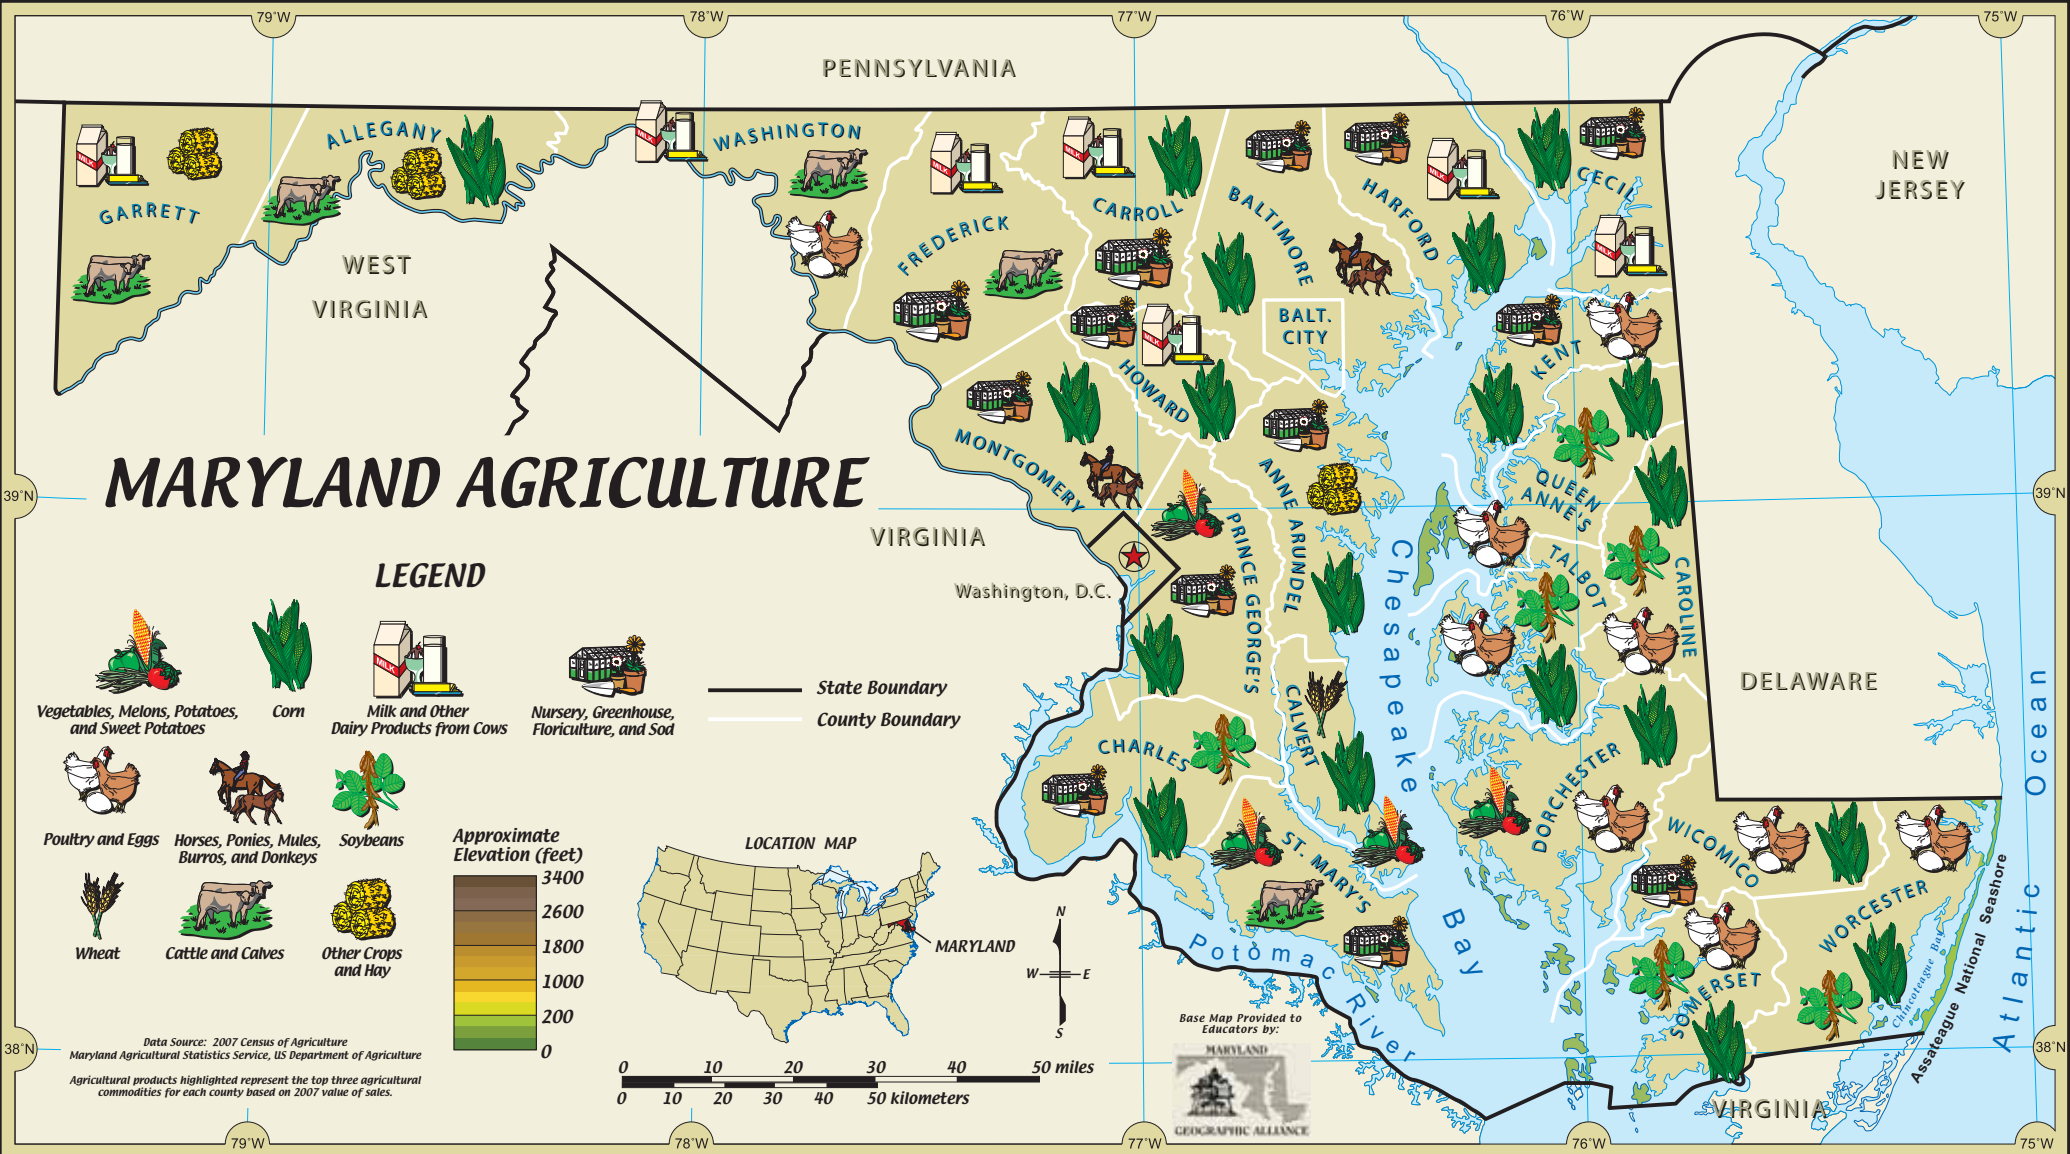 79°W
78°W
77°W
76°W
75°W
PENNSYLVANIA
NEW
JERSEY
ALLEGANY
WASHINGTON
GARRETT
MILK
MILK
MILK
MILK
MILK
MILK
MILK
FREDERICK
CARROLL
BALTIMORE
HARFORD
CECIL
WEST
VIRGINIA
BALT.
CITY
KENT
HOWARD
MONTGOMERY
MARYLAND AGRICULTURE
39°N
39°N
QUEEN
ANNE'S
VIRGINIA
Washington, D.C.
PRINCE GEORGE'S
ANNE ARUNDEL
TALBOT
CAROLINE
Chesapeake
Bay
DELAWARE
Atlantic Ocean
CALVERT
CHARLES
DORCHESTER
ST. MARY'S
WICOMICO
WORCESTER
SOMERSET
Potomac River
Chincoteague Bay
Assateague National Seashore
VIRGINIA
LEGEND
MILK
Vegetables, Melons, Potatoes,
and Sweet Potatoes
Corn
Milk and Other
Dairy Products from Cows
Nursery, Greenhouse,
Floriculture, and Sod
State Boundary
County Boundary
Poultry and Eggs
Horses, Ponies, Mules,
Burros, and Donkeys
Soybeans
Wheat
Cattle and Calves
Other Crops
and Hay
Approximate
Elevation (feet)
3400
2600
1800
1000
200
0
LOCATION MAP
MARYLAND
N
W
E
S
Data Source: 2007 Census of Agriculture
Maryland Agricultural Statistics Service, US Department of Agriculture
Agricultural products highlighted represent the top three agricultural
commodities for each county based on 2007 value of sales.
0 10 20 30 40 50 miles
0 10 20 30 40 50 kilometers
Base Map Provided to
Educators by:
MARYLAND
GEOGRAPHIC ALLIANCE
38°N
38°N
79°W
78°W
77°W
76°W
75°W